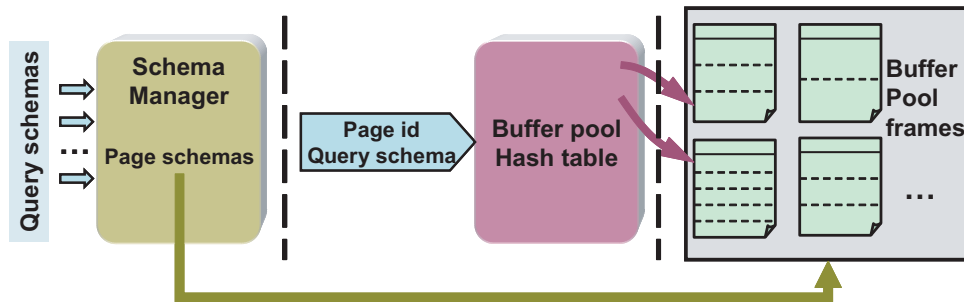 Query schemas
...
Schema
Manager
Page schemas
Page id
Query schema
Buffer pool
Hash table
Buffer
Pool
frames
...